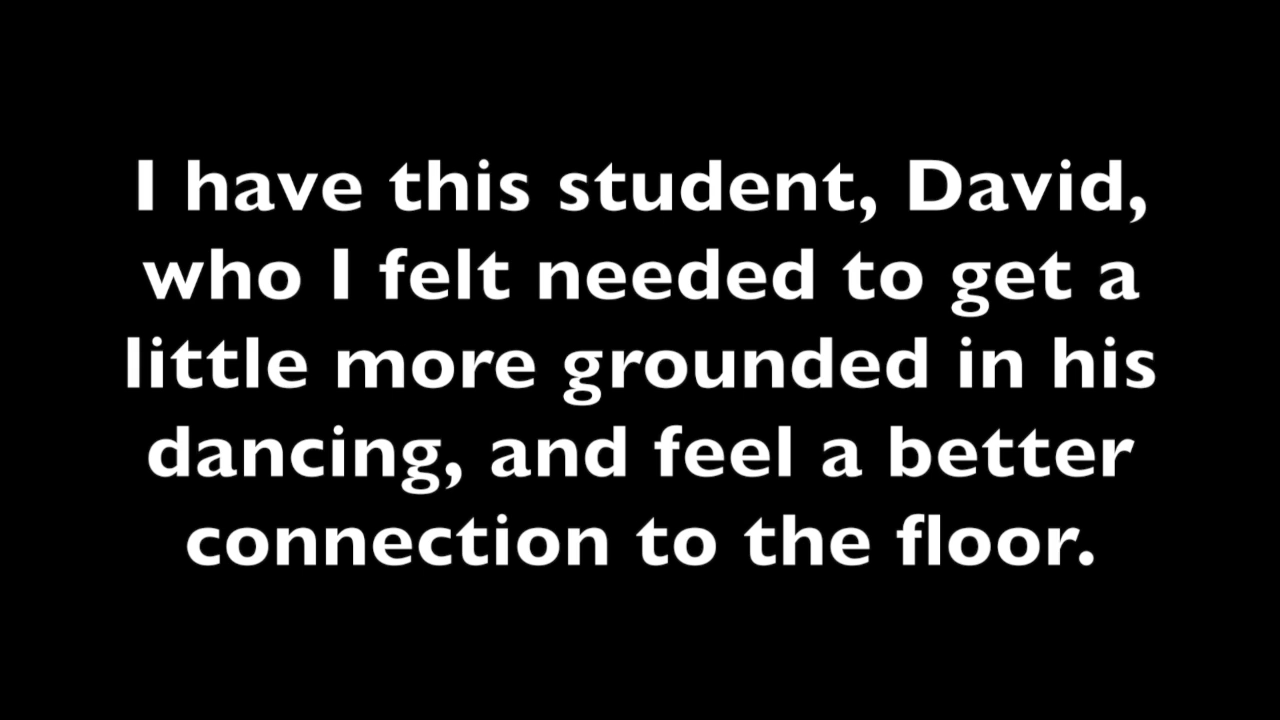 I have this student, David,
who I felt needed to get a
little more grounded in his
dancing, and feel a better
connection to the floor.